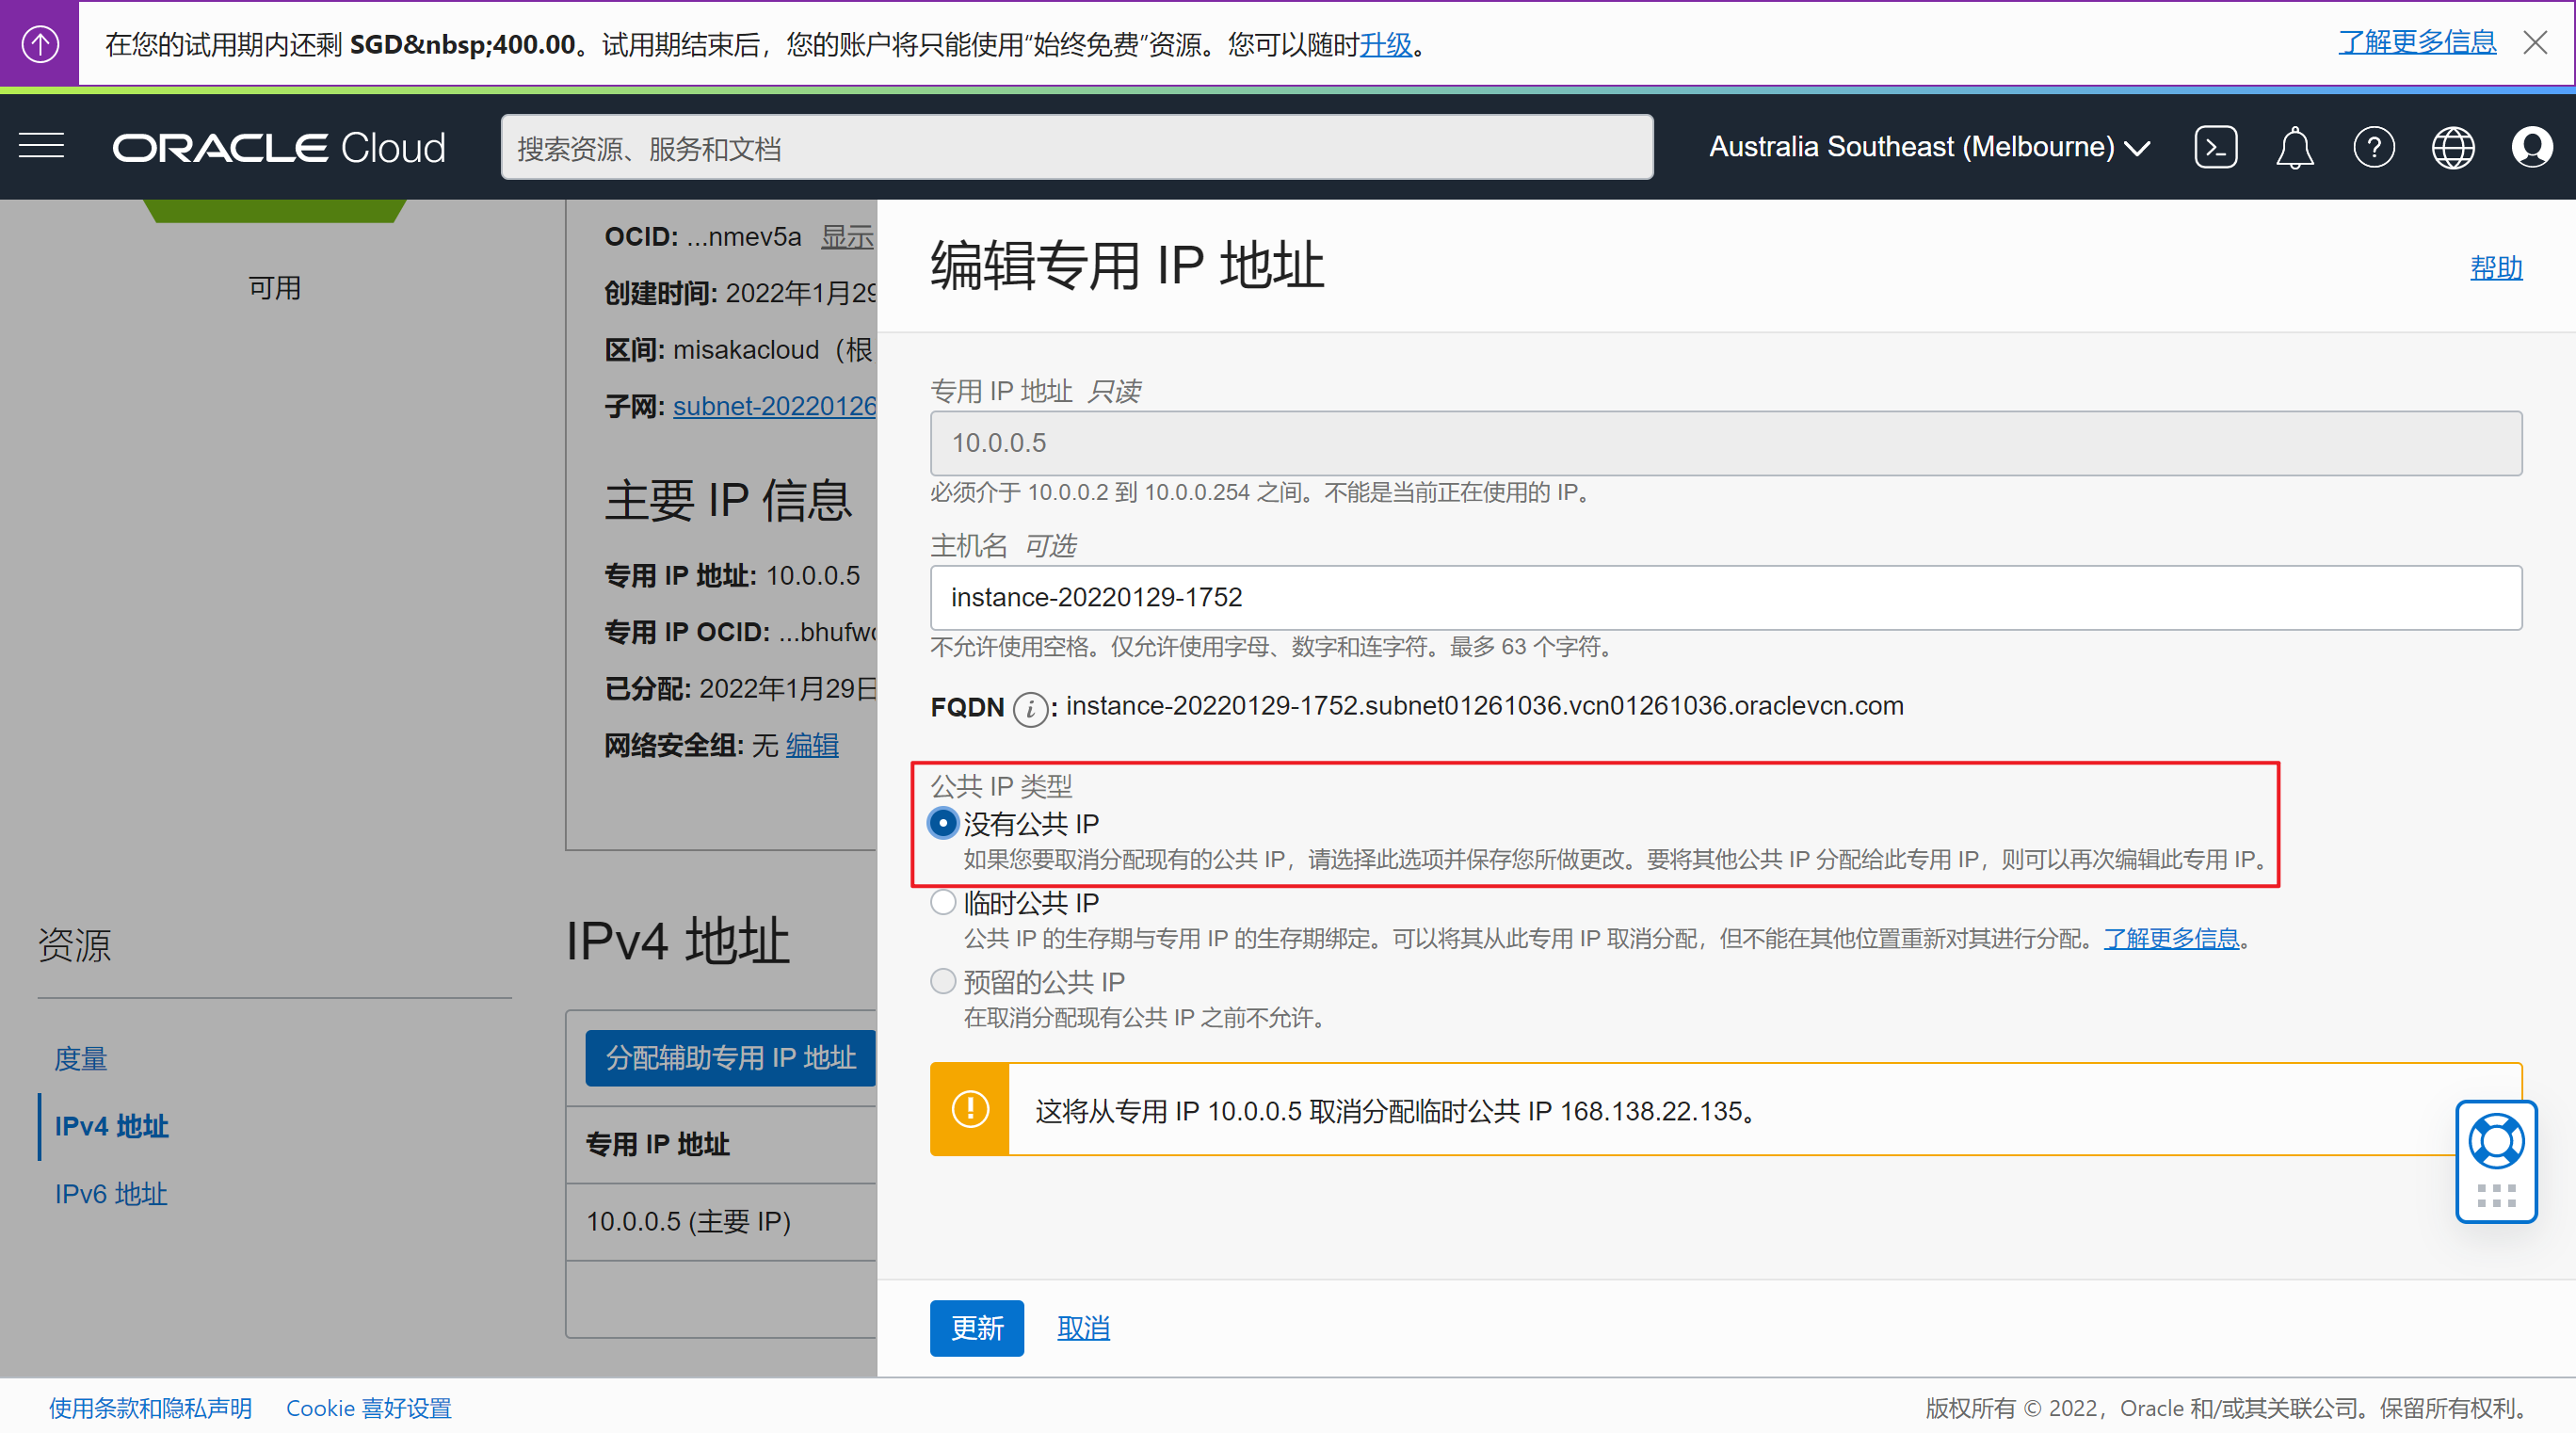 在您的试用期内还剩 SGD&nbsp;400.00。试用期结束后，您的账户将只能使用“始终免费”资源。您可以随时升级。
了解更多信息
ORACLE Cloud
搜索资源、服务和文档
Australia Southeast (Melbourne)
可用
OCID: ...nmev5a 显示
创建时间: 2022年1月29
区间: misakacloud（根
子网: subnet-20220126
主要 IP 信息
专用 IP 地址: 10.0.0.5
专用 IP OCID: ...bhufw
已分配: 2022年1月29日
网络安全组: 无 编辑
资源
度量
IPv4 地址
IPv6 地址
IPv4 地址
分配辅助专用 IP 地址
专用 IP 地址
10.0.0.5 (主要 IP)
编辑专用 IP 地址
帮助
专用 IP 地址 只读
10.0.0.5
必须介于 10.0.0.2 到 10.0.0.254 之间。不能是当前正在使用的 IP。
主机名 可选
instance-20220129-1752
不允许使用空格。仅允许使用字母、数字和连字符。最多 63 个字符。
FQDN : instance-20220129-1752.subnet01261036.vcn01261036.oraclevcn.com
公共 IP 类型
没有公共 IP
如果您要取消分配现有的公共 IP，请选择此选项并保存您所做更改。要将其他公共 IP 分配给此专用 IP，则可以再次编辑此专用 IP。
临时公共 IP
公共 IP 的生存期与专用 IP 的生存期绑定。可以将其从此专用 IP 取消分配，但不能在其他位置重新对其进行分配。了解更多信息。
预留的公共 IP
在取消分配现有公共 IP 之前不允许。
这将从专用 IP 10.0.0.5 取消分配临时公共 IP 168.138.22.135。
更新
取消
使用条款和隐私声明
Cookie 喜好设置
版权所有 © 2022，Oracle 和/或其关联公司。保留所有权利。